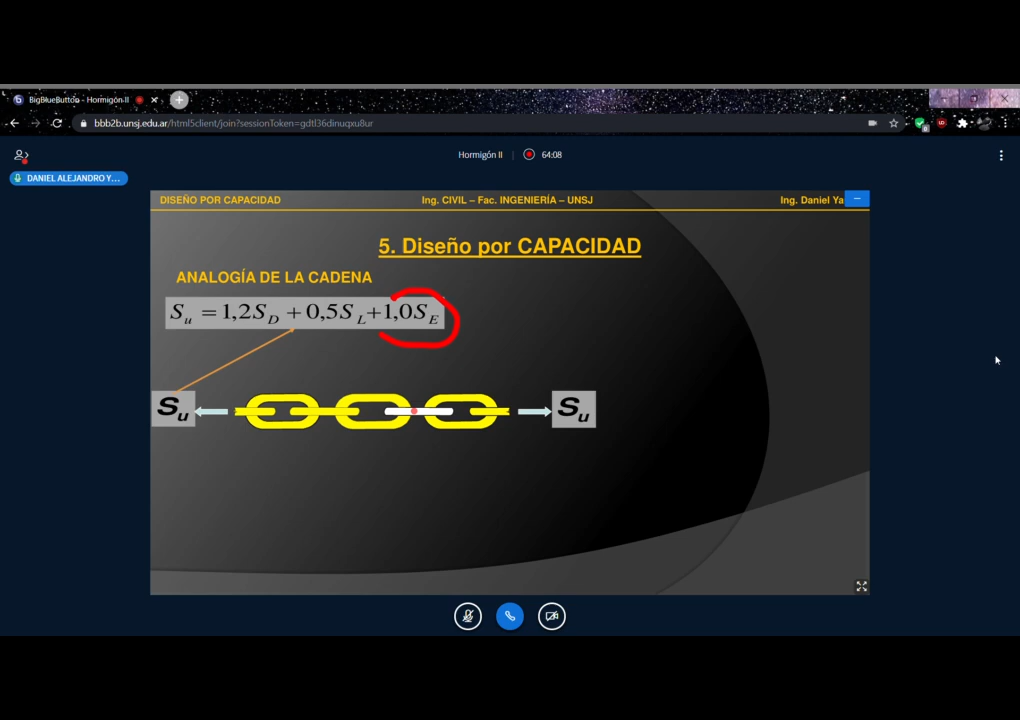 BigBlueButton - Hormigón II
bbb2b.unsj.edu.ar/html5client/join?sessionToken=gdtl36dinuqxu8ur
Hormigón II | 64:08
DANIEL ALEJANDRO Y...
DISEÑO POR CAPACIDAD Ing. CIVIL – Fac. INGENIERÍA – UNSJ Ing. Daniel Ya
5. Diseño por CAPACIDAD
ANALOGÍA DE LA CADENA
S_u = 1,2S_D + 0,5S_L + 1,0S_E
S_u S_u